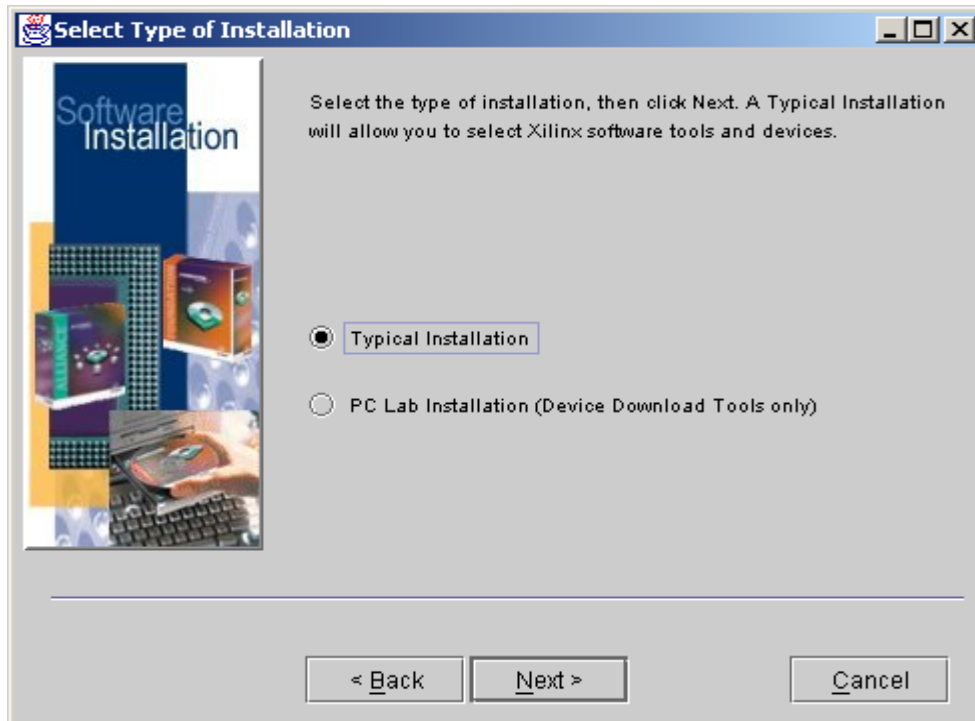 Select Type of Installation
Software
Installation
Select the type of installation, then click Next. A Typical Installation
will allow you to select Xilinx software tools and devices.
ALLIANCE
FOUNDATION
Typical Installation
PC Lab Installation (Device Download Tools only)
< Back
Next >
Cancel